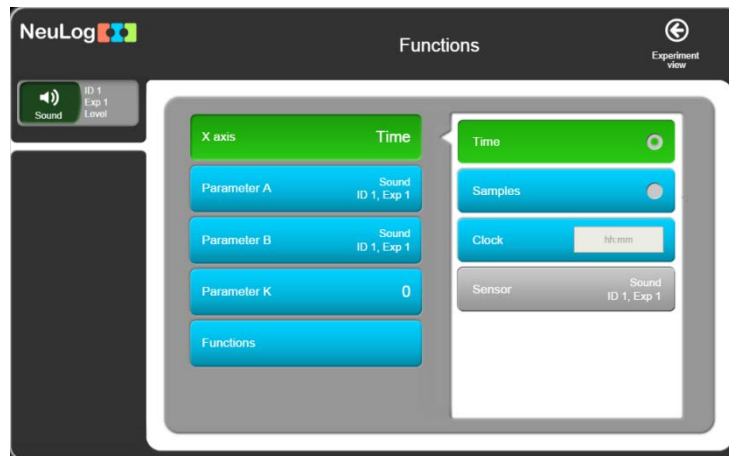 NeuLog
Functions
Experiment
view
Sound
ID 1
Exp 1
Level
X axis Time
Parameter A Sound
ID 1, Exp 1
Parameter B Sound
ID 1, Exp 1
Parameter K 0
Functions
Time
Samples
Clock hh:mm
Sensor Sound
ID 1, Exp 1